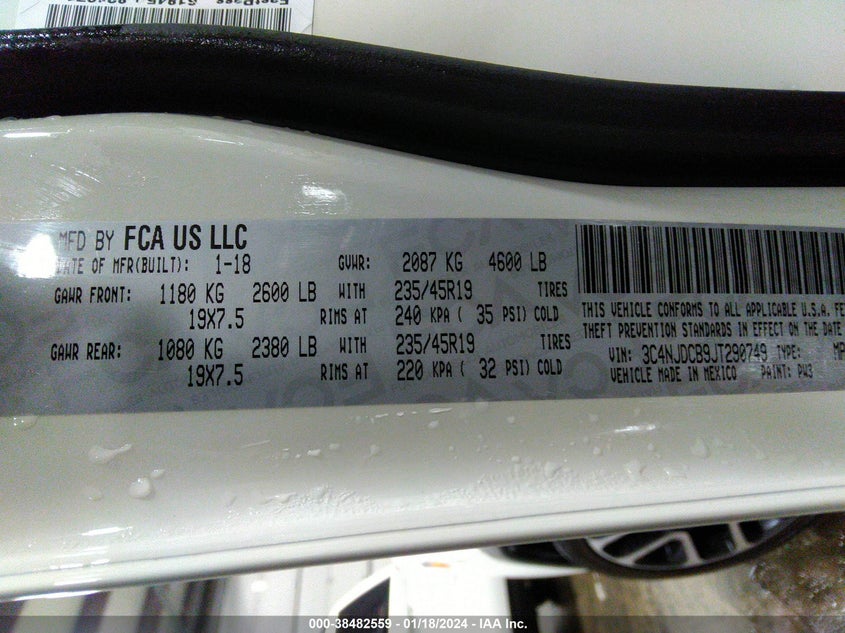 MFD BY FCA US LLC
DATE OF MFR(BUILT): 1-18 GVWR: 2087 KG 4600 LB
GAWR FRONT: 1180 KG 2600 LB WITH 235/45R19 TIRES
19X7.5 RIMS AT 240 KPA ( 35 PSI) COLD
GAWR REAR: 1080 KG 2380 LB WITH 235/45R19 TIRES
19X7.5 RIMS AT 220 KPA ( 32 PSI) COLD
THIS VEHICLE CONFORMS TO ALL APPLICABLE U.S.A. FE
THEFT PREVENTION STANDARDS IN EFFECT ON THE DATE
VIN: 3C4NJDCB9JT290749 TYPE: MP
VEHICLE MADE IN MEXICO PAINT: PW3
000-38482559 - 01/18/2024 - IAA Inc.